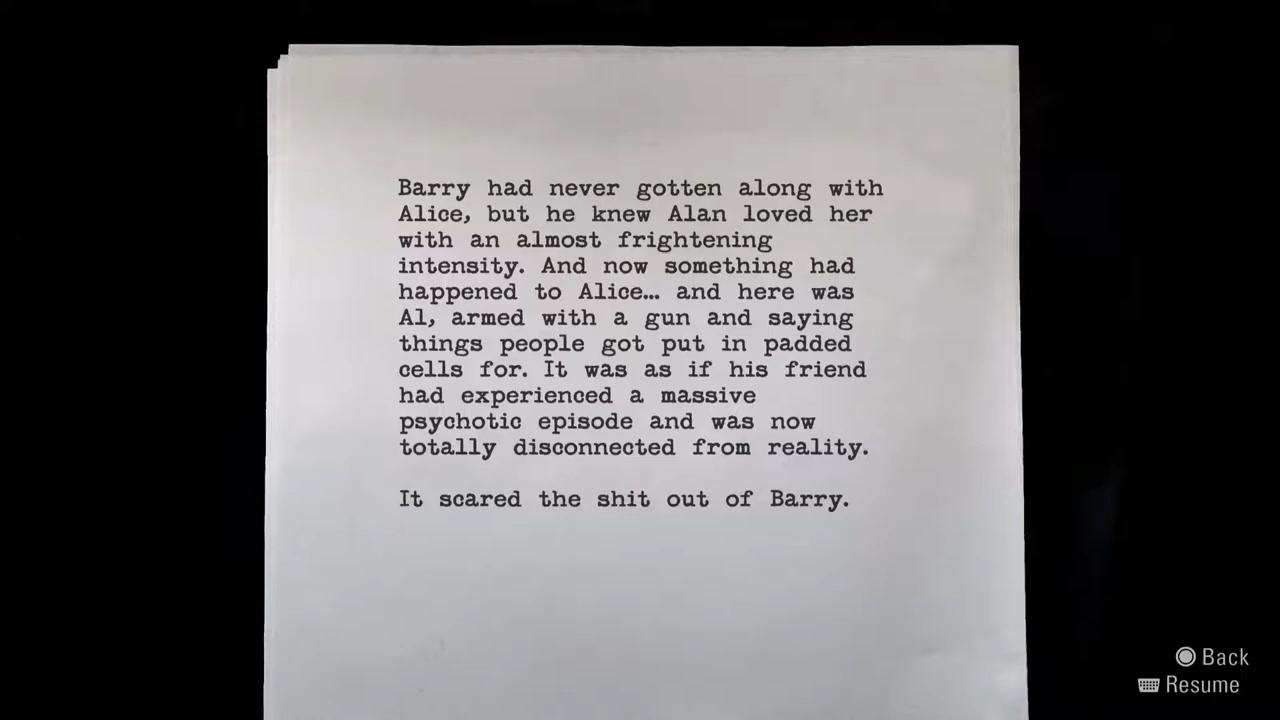 Barry had never gotten along with
Alice, but he knew Alan loved her
with an almost frightening
intensity. And now something had
happened to Alice… and here was
Al, armed with a gun and saying
things people got put in padded
cells for. It was as if his friend
had experienced a massive
psychotic episode and was now
totally disconnected from reality.

It scared the shit out of Barry.
Back
Resume